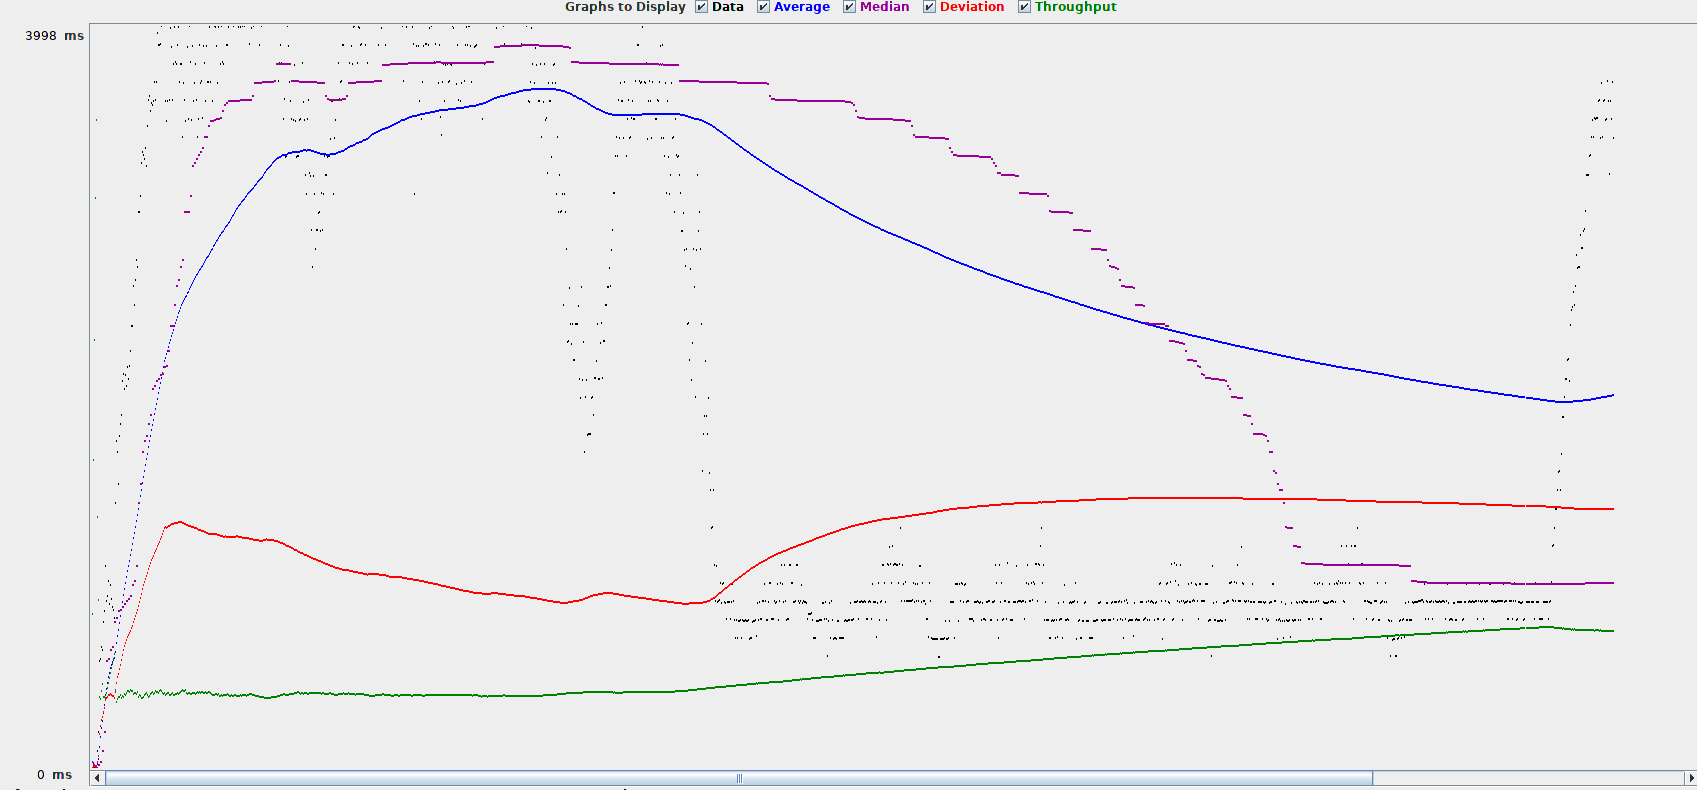 Graphs to Display Data Average Median Deviation Throughput
3998 ms
0 ms